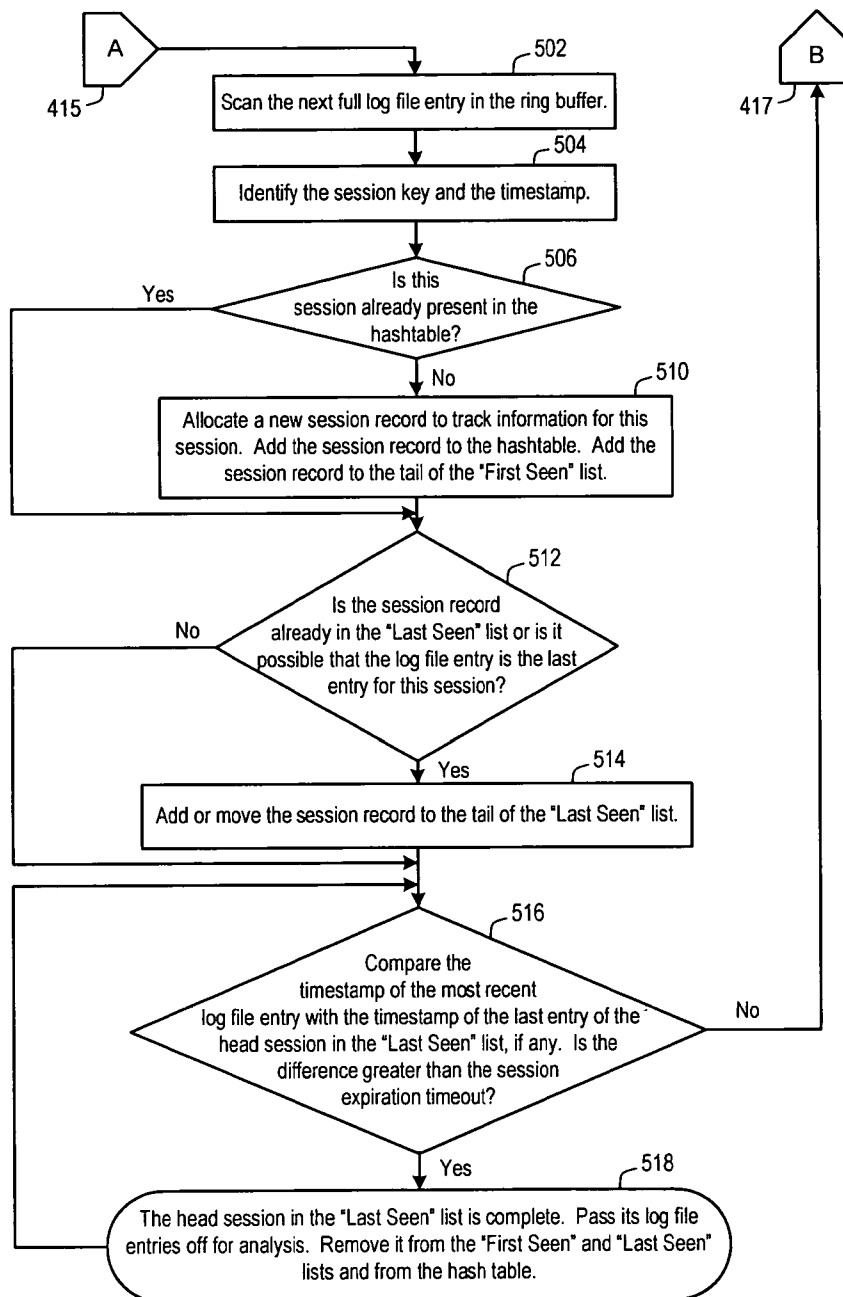 A
415
502
Scan the next full log file entry in the ring buffer.
504
Identify the session key and the timestamp.
506
Is this
session already present in the
hashtable?
Yes
No
510
Allocate a new session record to track information for this
session. Add the session record to the hashtable. Add the
session record to the tail of the "First Seen" list.
512
Is the session record
already in the "Last Seen" list or is it
possible that the log file entry is the last
entry for this session?
No
Yes
514
Add or move the session record to the tail of the "Last Seen" list.
516
Compare the
timestamp of the most recent
log file entry with the timestamp of the last entry of the
head session in the "Last Seen" list, if any. Is the
difference greater than the session
expiration timeout?
No
Yes
518
The head session in the "Last Seen" list is complete. Pass its log file
entries off for analysis. Remove it from the "First Seen" and "Last Seen"
lists and from the hash table.
B
417